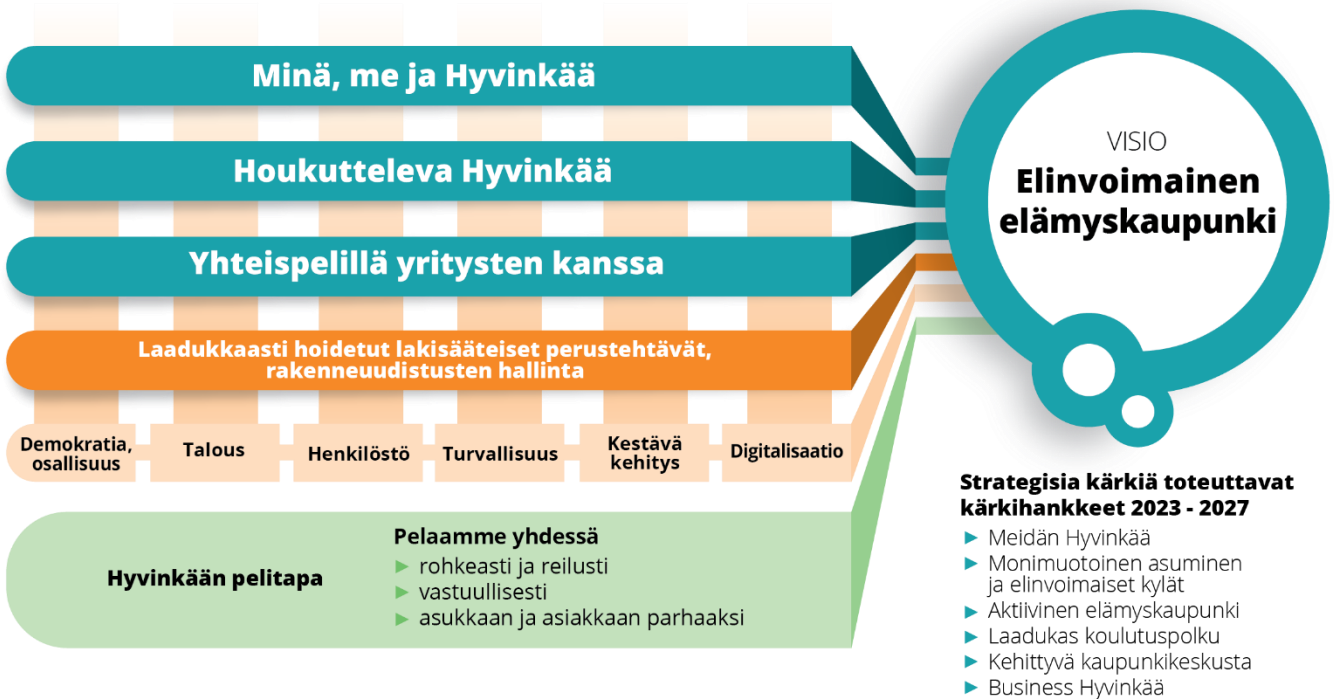 Minä, me ja Hyvinkää
Houkutteleva Hyvinkää
Yhteispelillä yritysten kanssa
Laadukkaasti hoidetut lakisääteiset perustehtävät,
rakenneuudistusten hallinta
Demokratia,
osallisuus
Talous
Henkilöstö
Turvallisuus
Kestävä
kehitys
Digitalisaatio
Hyvinkään pelitapa
Pelaamme yhdessä
► rohkeasti ja reilusti
► vastuullisesti
► asukkaan ja asiakkaan parhaaksi
VISIO
Elinvoimainen
elämyskaupunki
Strategisia kärkiä toteuttavat
kärkihankkeet 2023 - 2027
► Meidän Hyvinkää
► Monimuotoinen asuminen
ja elinvoimaiset kylät
► Aktiivinen elämyskaupunki
► Laadukas koulutuspolku
► Kehittyvä kaupunkikeskusta
► Business Hyvinkää